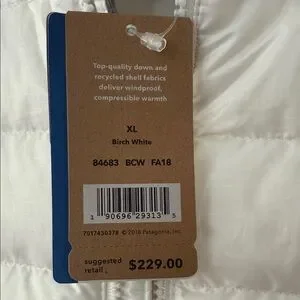 Top-quality down and
recycled shell fabrics
deliver windproof,
compressible warmth
XL
Birch White
84683 BCW FA18
1 90696 29313 5
7017430378 © 2018 Patagonia, Inc.
suggested
retail $229.00